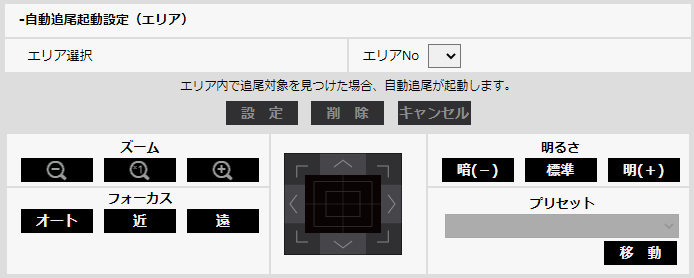 -自動追尾起動設定（エリア）
エリア選択 エリアNo
エリア内で追尾対象を見つけた場合、自動追尾が起動します。
設　定 削　除 キャンセル
ズーム
×1
フォーカス
オート 近 遠
明るさ
暗(－) 標準 明(＋)
プリセット
移　動